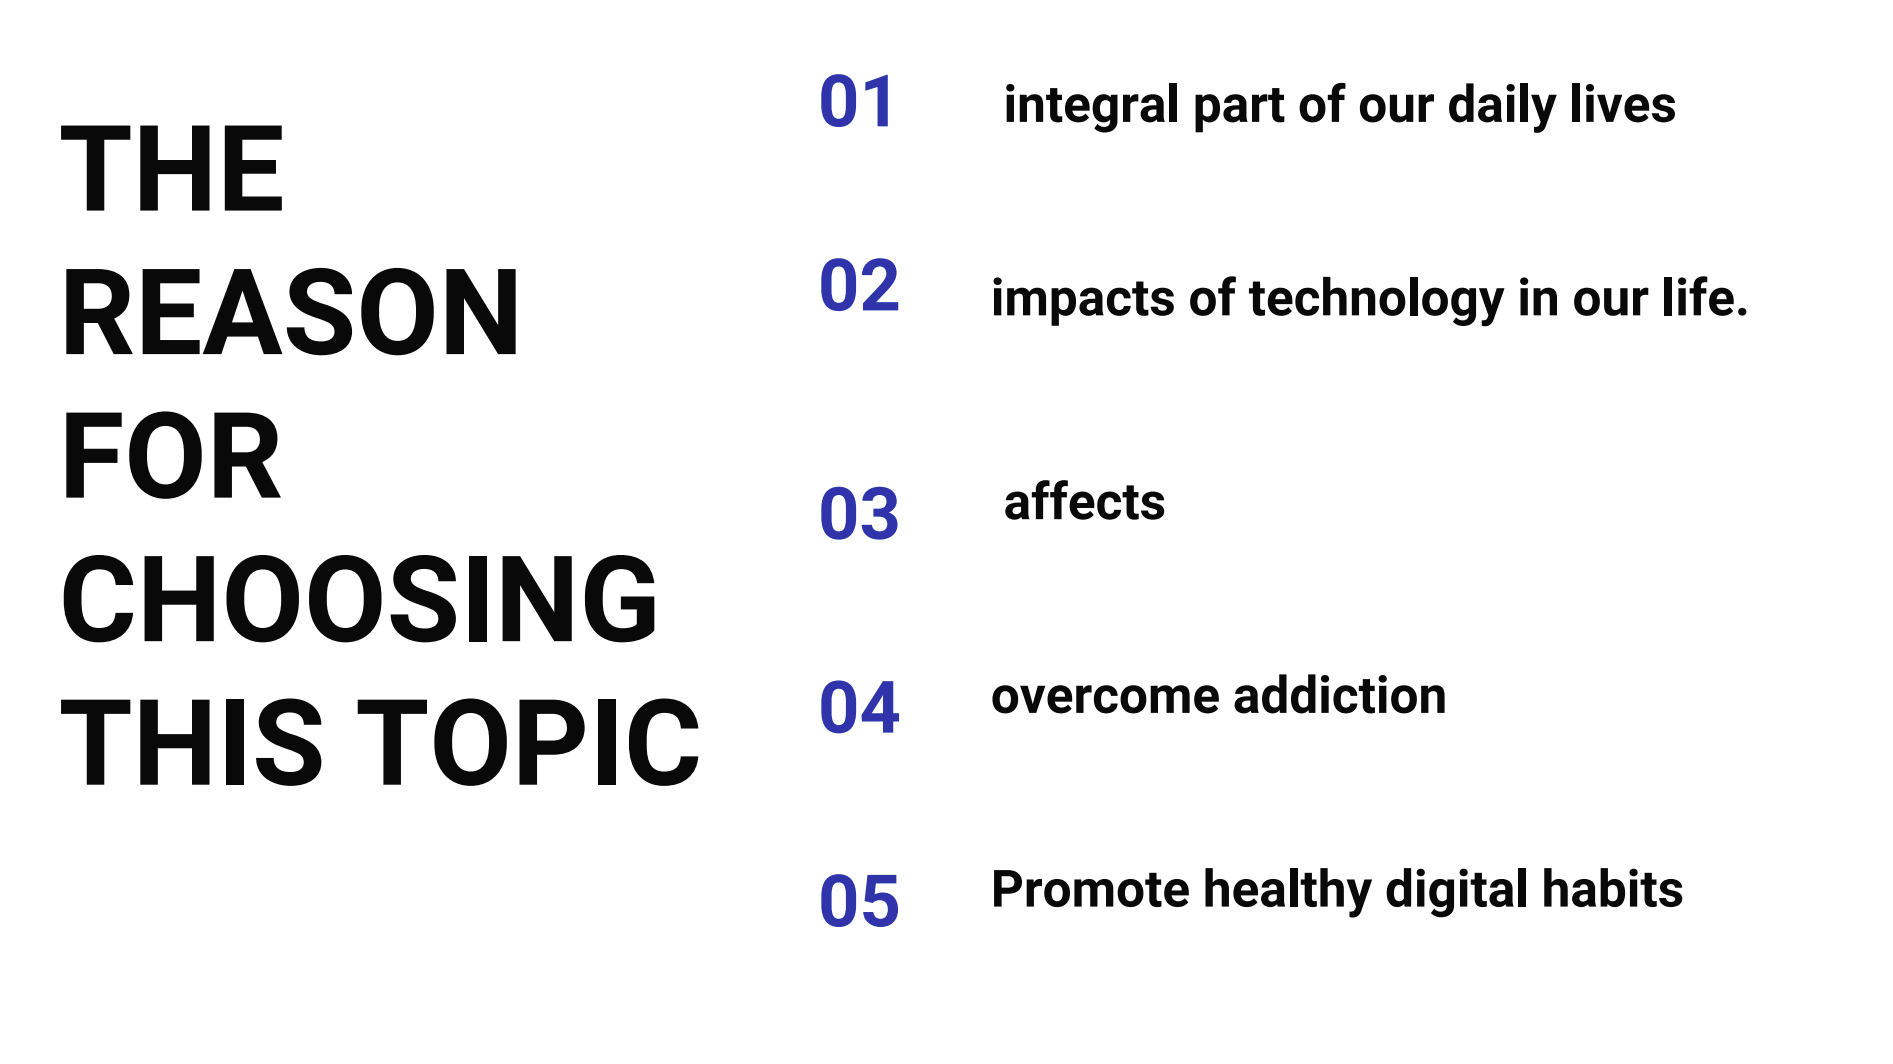 THE
REASON
FOR
CHOOSING
THIS TOPIC
01 integral part of our daily lives
02 impacts of technology in our life.
03 affects
04 overcome addiction
05 Promote healthy digital habits